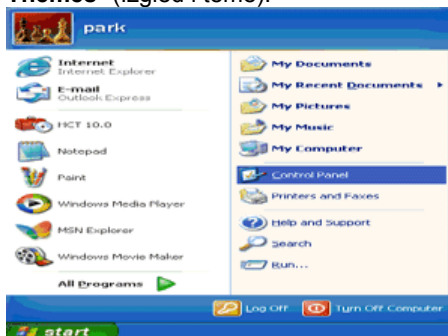 Themes" (Izgled i teme).
park
Internet
Internet Explorer
E-mail
Outlook Express
HCT 10.0
Notepad
Paint
Windows Media Player
MSN Explorer
Windows Movie Maker
All Programs
My Documents
My Recent Documents
My Pictures
My Music
My Computer
Control Panel
Printers and Faxes
Help and Support
Search
Run...
Log Off
Turn Off Computer
start